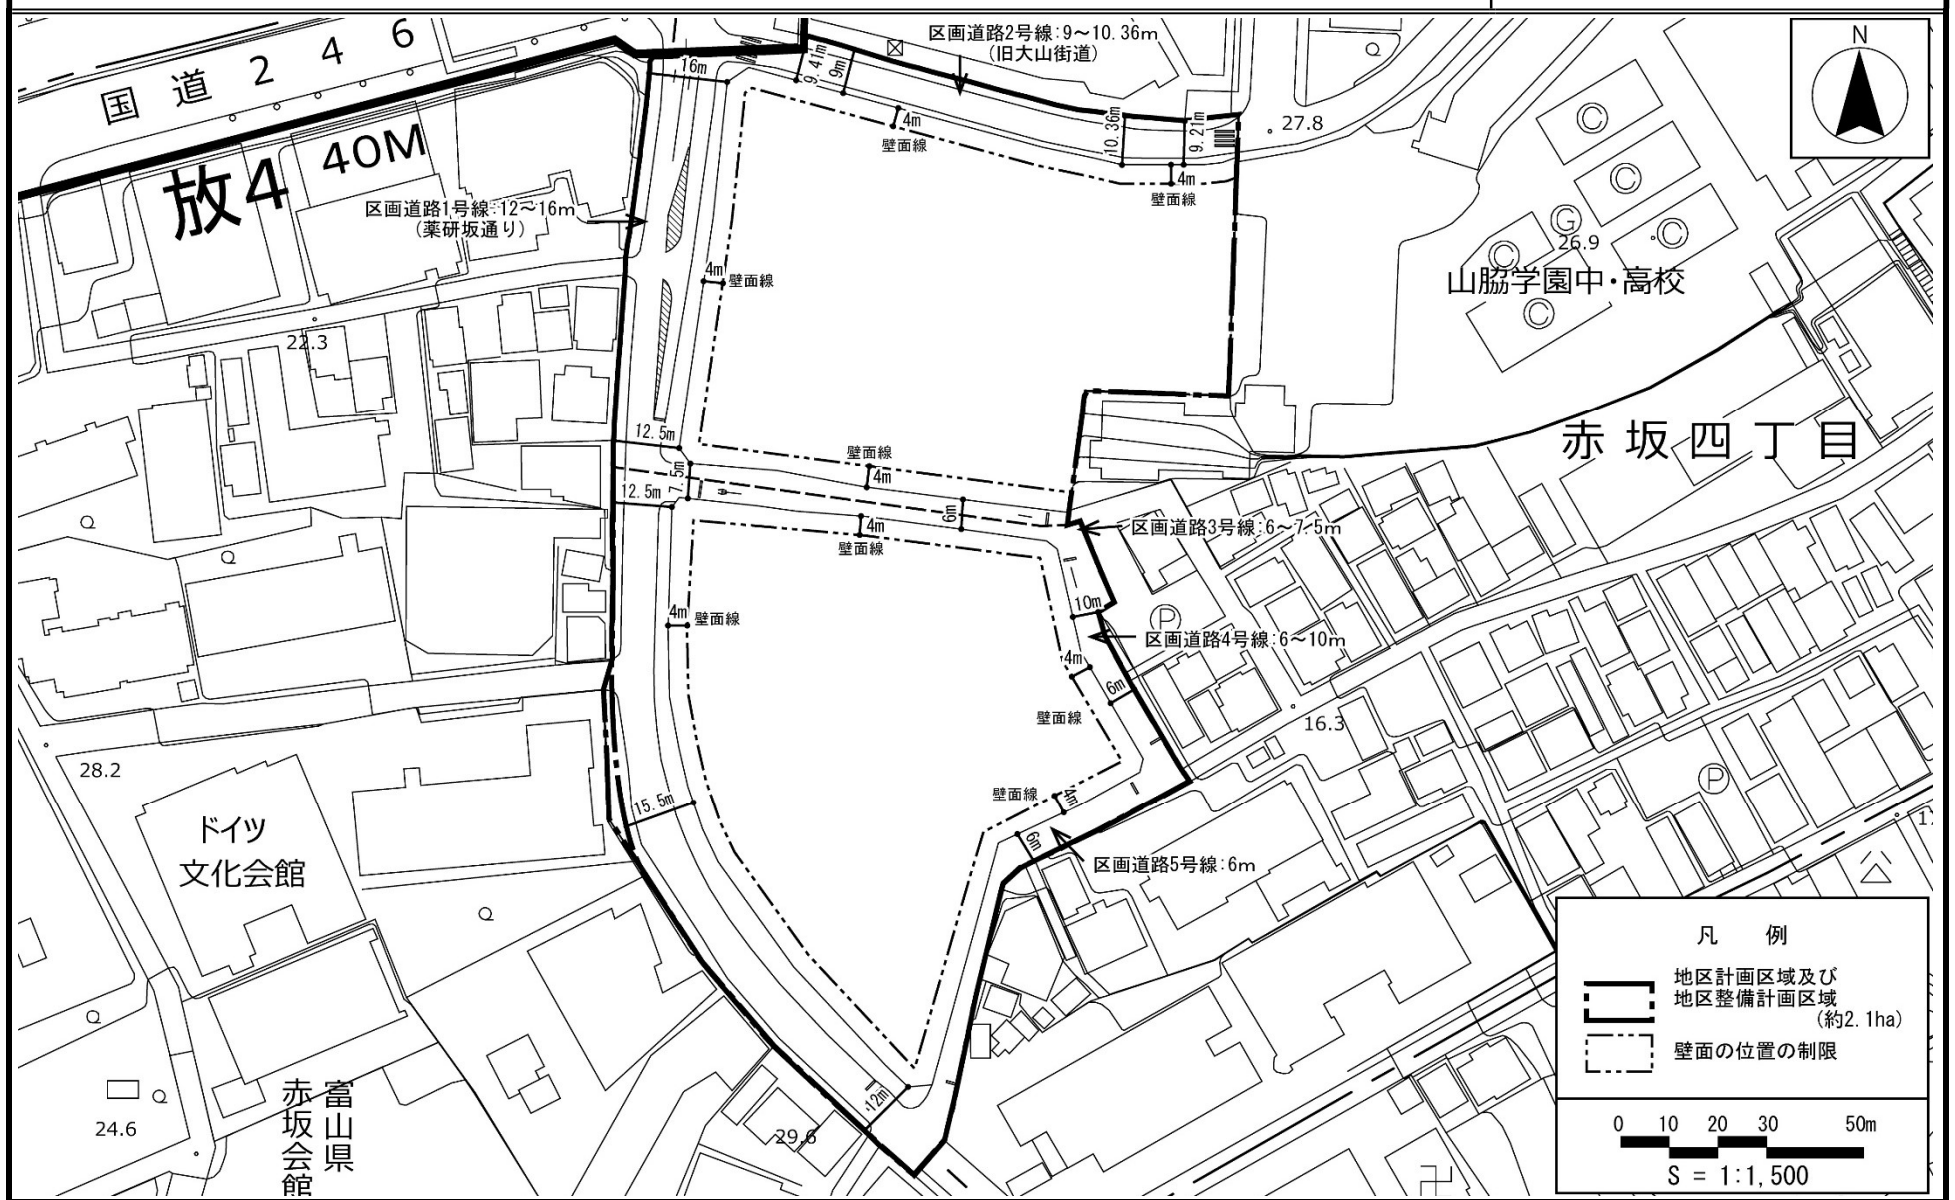 国道246
放4 40M
16m
9.41m
9m
区画道路2号線:9～10.36m
(旧大山街道)
4m
壁面線
10.36m
9.21m
4m
壁面線
27.8
N
区画道路1号線:12～16m
(薬研坂通り)
4m
壁面線
22.3
C
C
C
C
C
G
26.9
山脇学園中・高校
赤坂四丁目
12.5m
7.5m
12.5m
壁面線
4m
6m
4m
壁面線
区画道路3号線:6～7.5m
10m
P
区画道路4号線:6～10m
4m
6m
壁面線
4m
壁面線
16.3
P
28.2
15.5m
壁面線
4m
6m
区画道路5号線:6m
ドイツ
文化会館
12m
29.6
24.6
富山県
赤坂会館
凡 例
地区計画区域及び
地区整備計画区域
(約2.1ha)
壁面の位置の制限
0 10 20 30 50m
S = 1:1,500